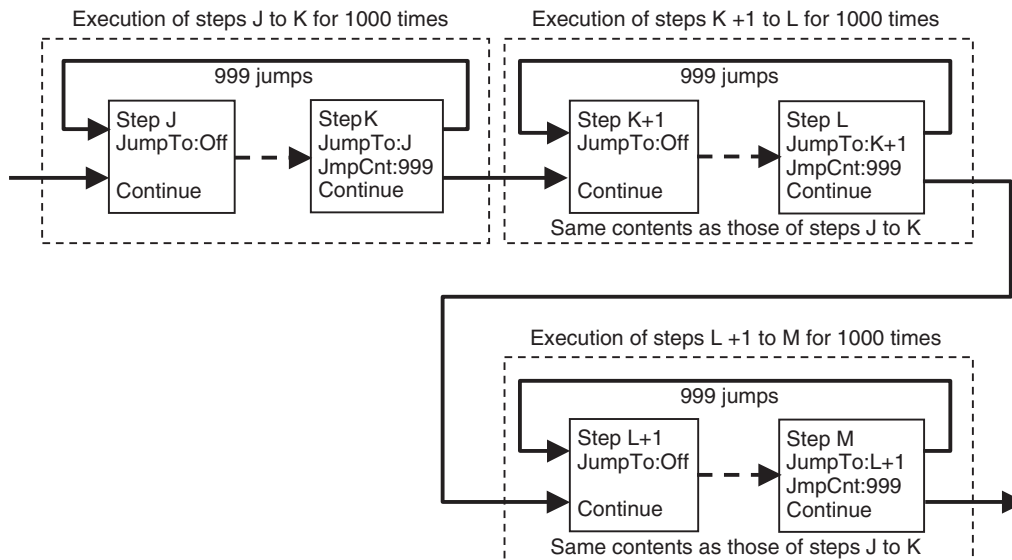 Execution of steps J to K for 1000 times
999 jumps
Step J
JumpTo:Off
Continue
StepK
JumpTo:J
JmpCnt:999
Continue
Execution of steps K +1 to L for 1000 times
999 jumps
Step K+1
JumpTo:Off
Continue
Step L
JumpTo:K+1
JmpCnt:999
Continue
Same contents as those of steps J to K
Execution of steps L +1 to M for 1000 times
999 jumps
Step L+1
JumpTo:Off
Continue
Step M
JumpTo:L+1
JmpCnt:999
Continue
Same contents as those of steps J to K